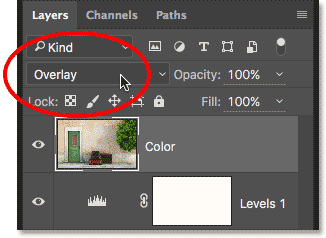 Layers Channels Paths
Kind T
Overlay Opacity: 100%
Lock: Fill: 100%
Color
Levels 1